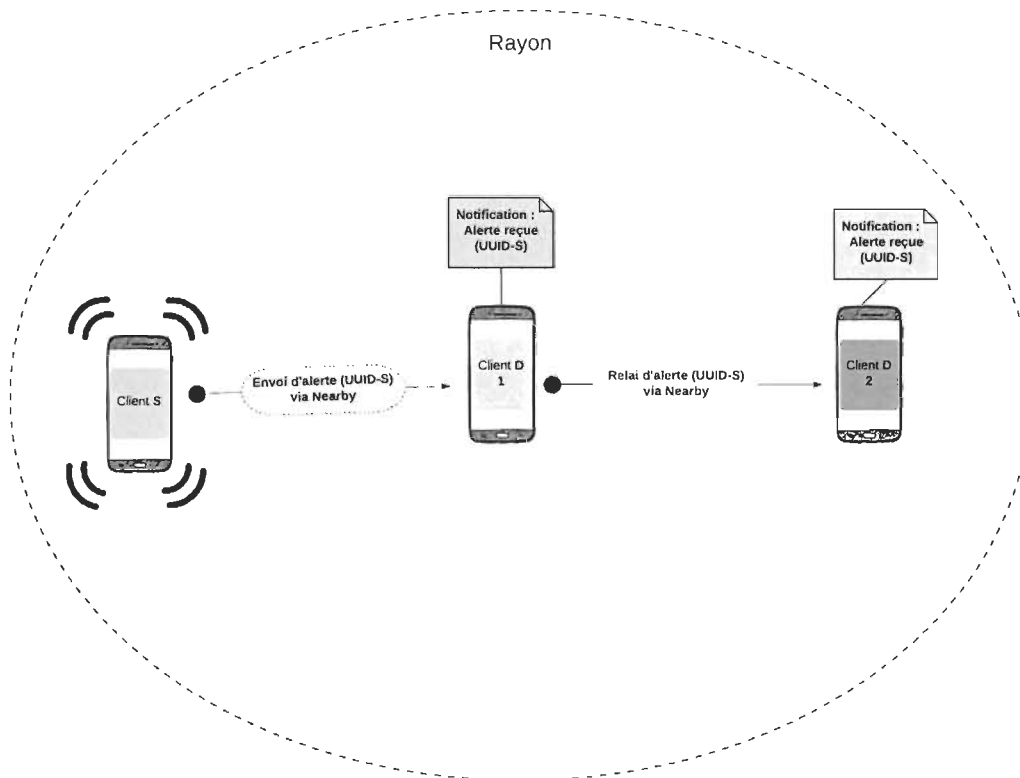 Rayon
Notification :
Alerte reçue
(UUID-S)
Notification :
Alerte reçue
(UUID-S)
Client S
Envoi d'alerte (UUID-S)
via Nearby
Client D
1
Relai d'alerte (UUID-S)
via Nearby
Client D
2